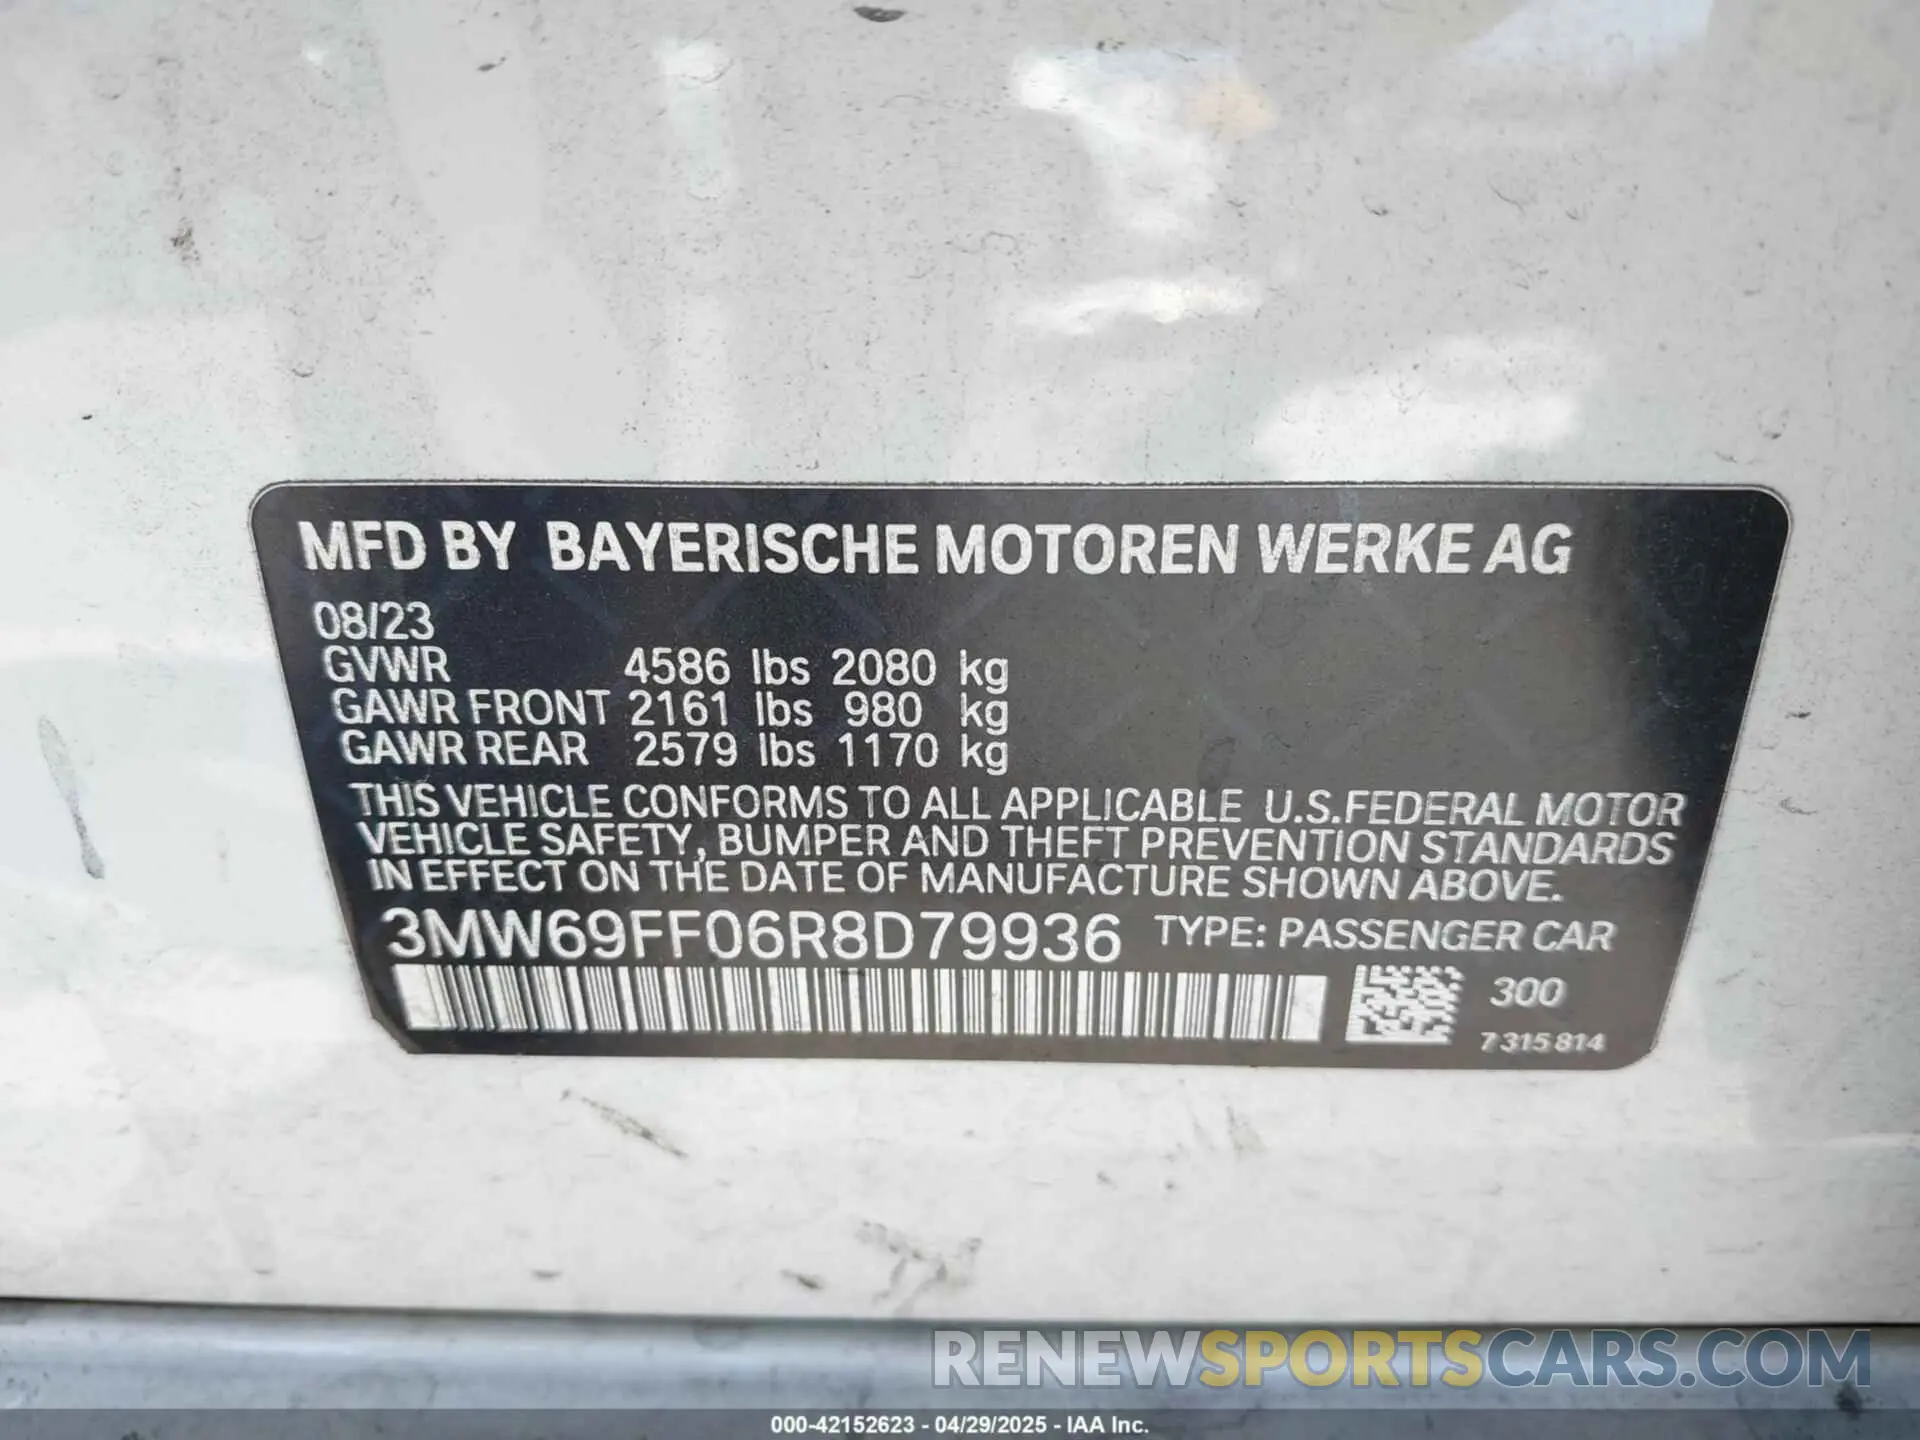 MFD BY BAYERISCHE MOTOREN WERKE AG
08/23
GVWR 4586 lbs 2080 kg
GAWR FRONT 2161 lbs 980 kg
GAWR REAR 2579 lbs 1170 kg
THIS VEHICLE CONFORMS TO ALL APPLICABLE U.S.FEDERAL MOTOR
VEHICLE SAFETY, BUMPER AND THEFT PREVENTION STANDARDS
IN EFFECT ON THE DATE OF MANUFACTURE SHOWN ABOVE.
3MW69FF06R8D79936 TYPE: PASSENGER CAR
300
7 315 814
RENEWSPORTSCARS.COM
000-42152623 - 04/29/2025 - IAA Inc.